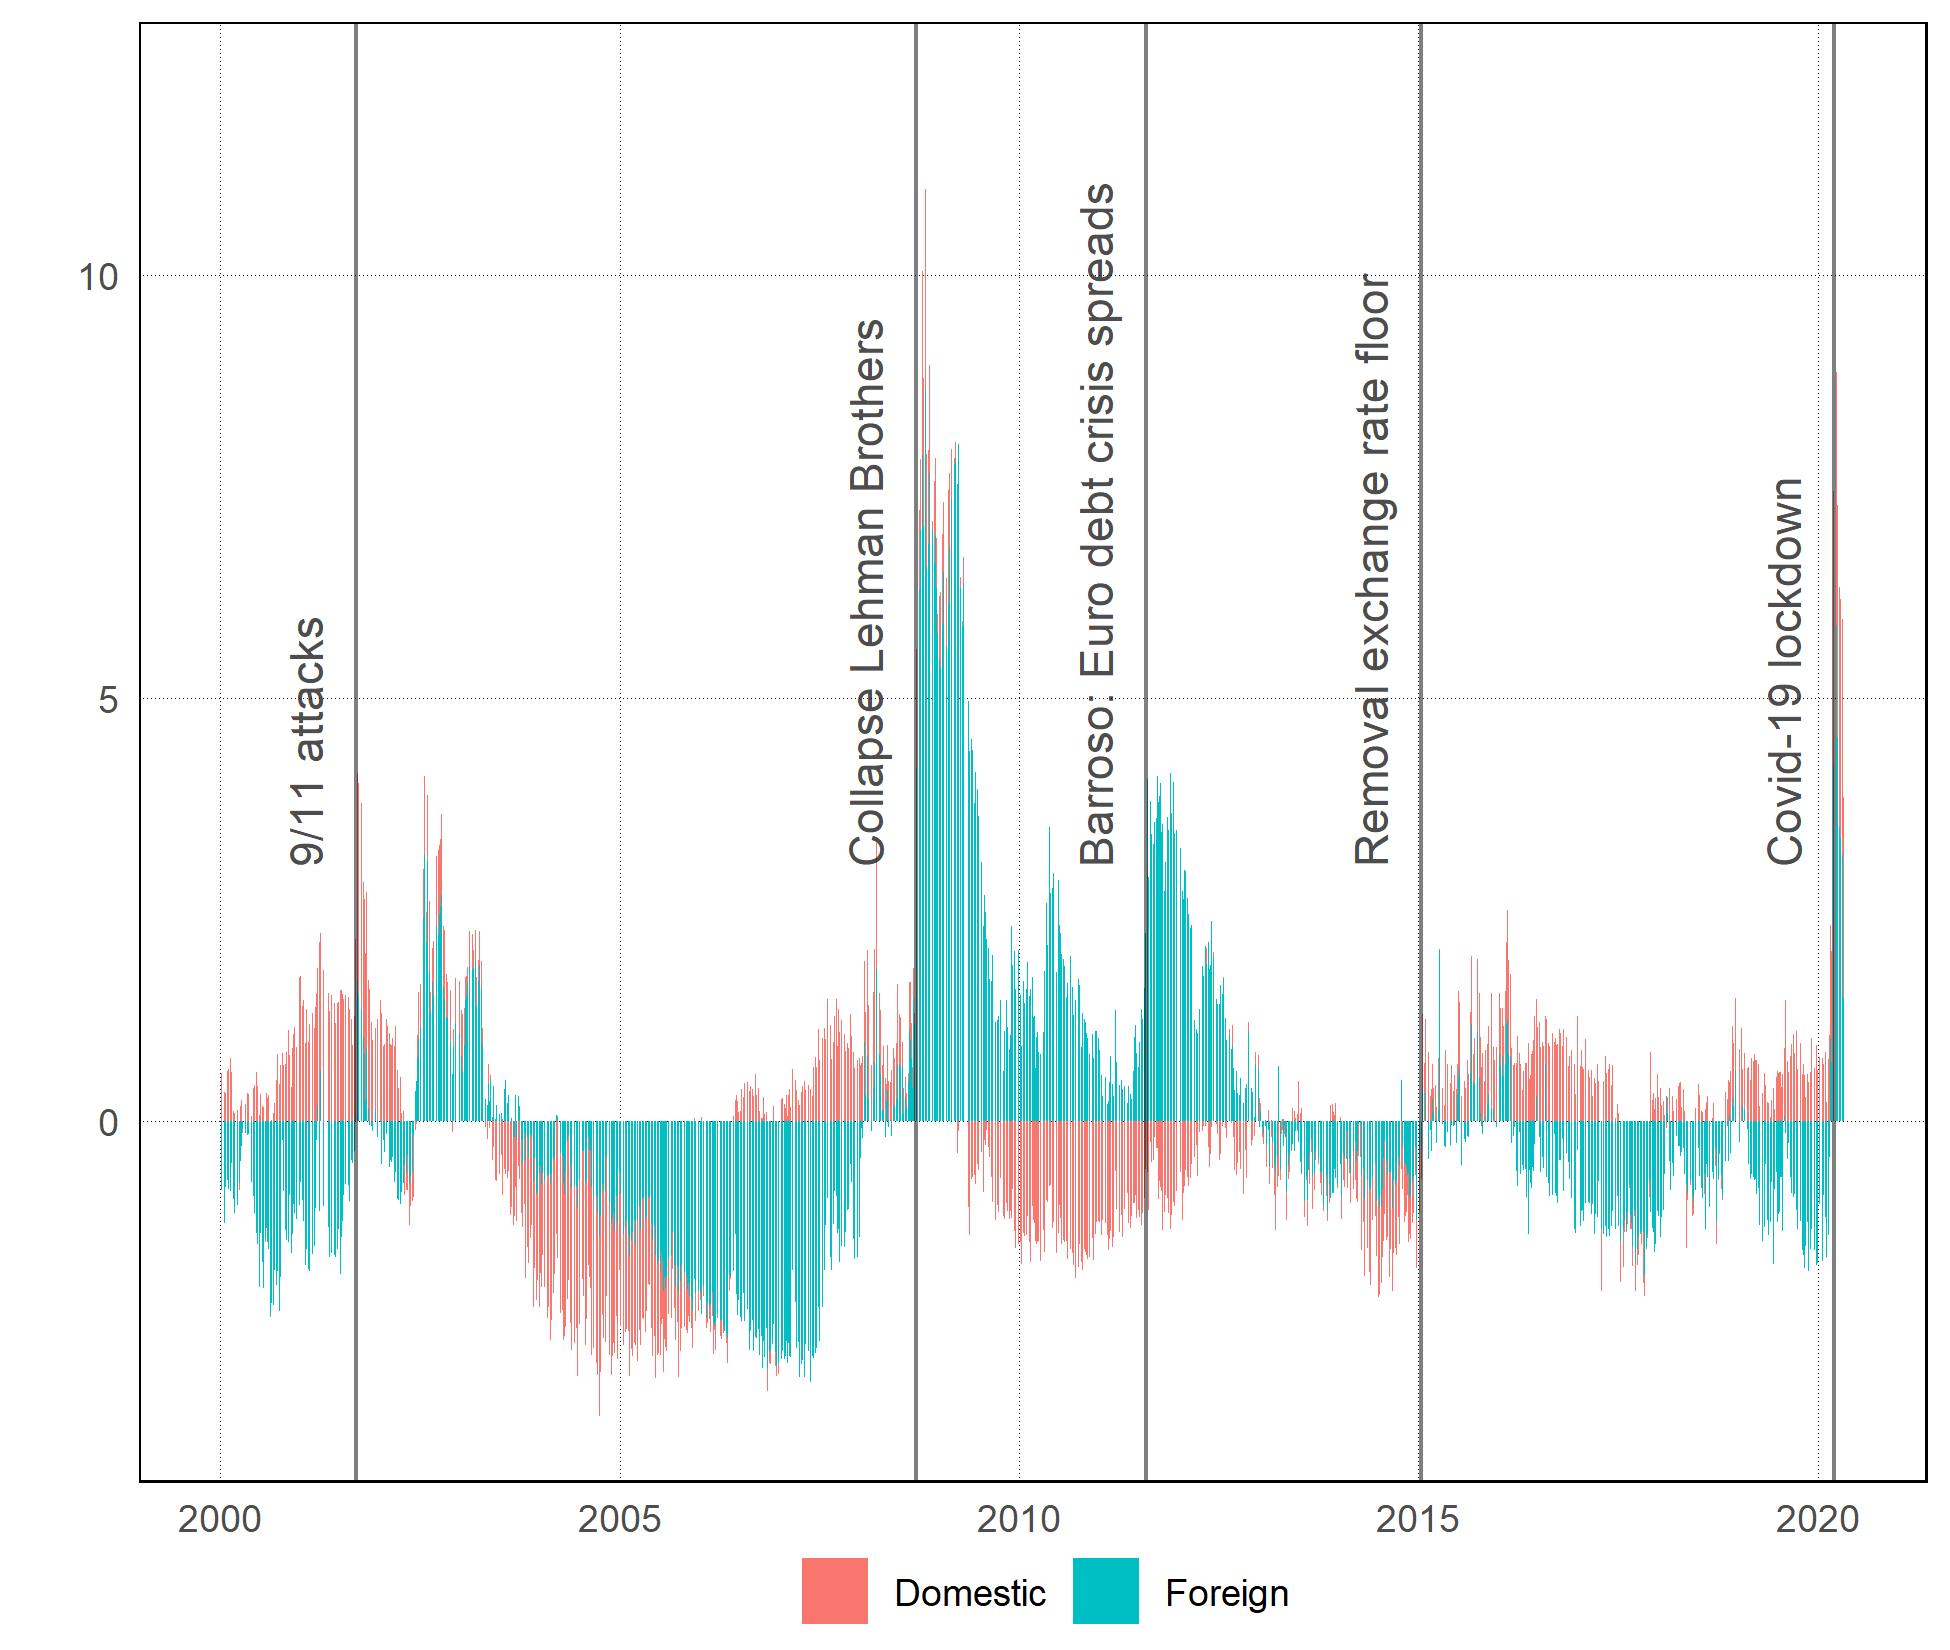 10
5
0
9/11 attacks
Collapse Lehman Brothers
Barroso: Euro debt crisis spreads
Removal exchange rate floor
Covid-19 lockdown
2000
2005
2010
2015
2020
Domestic
Foreign